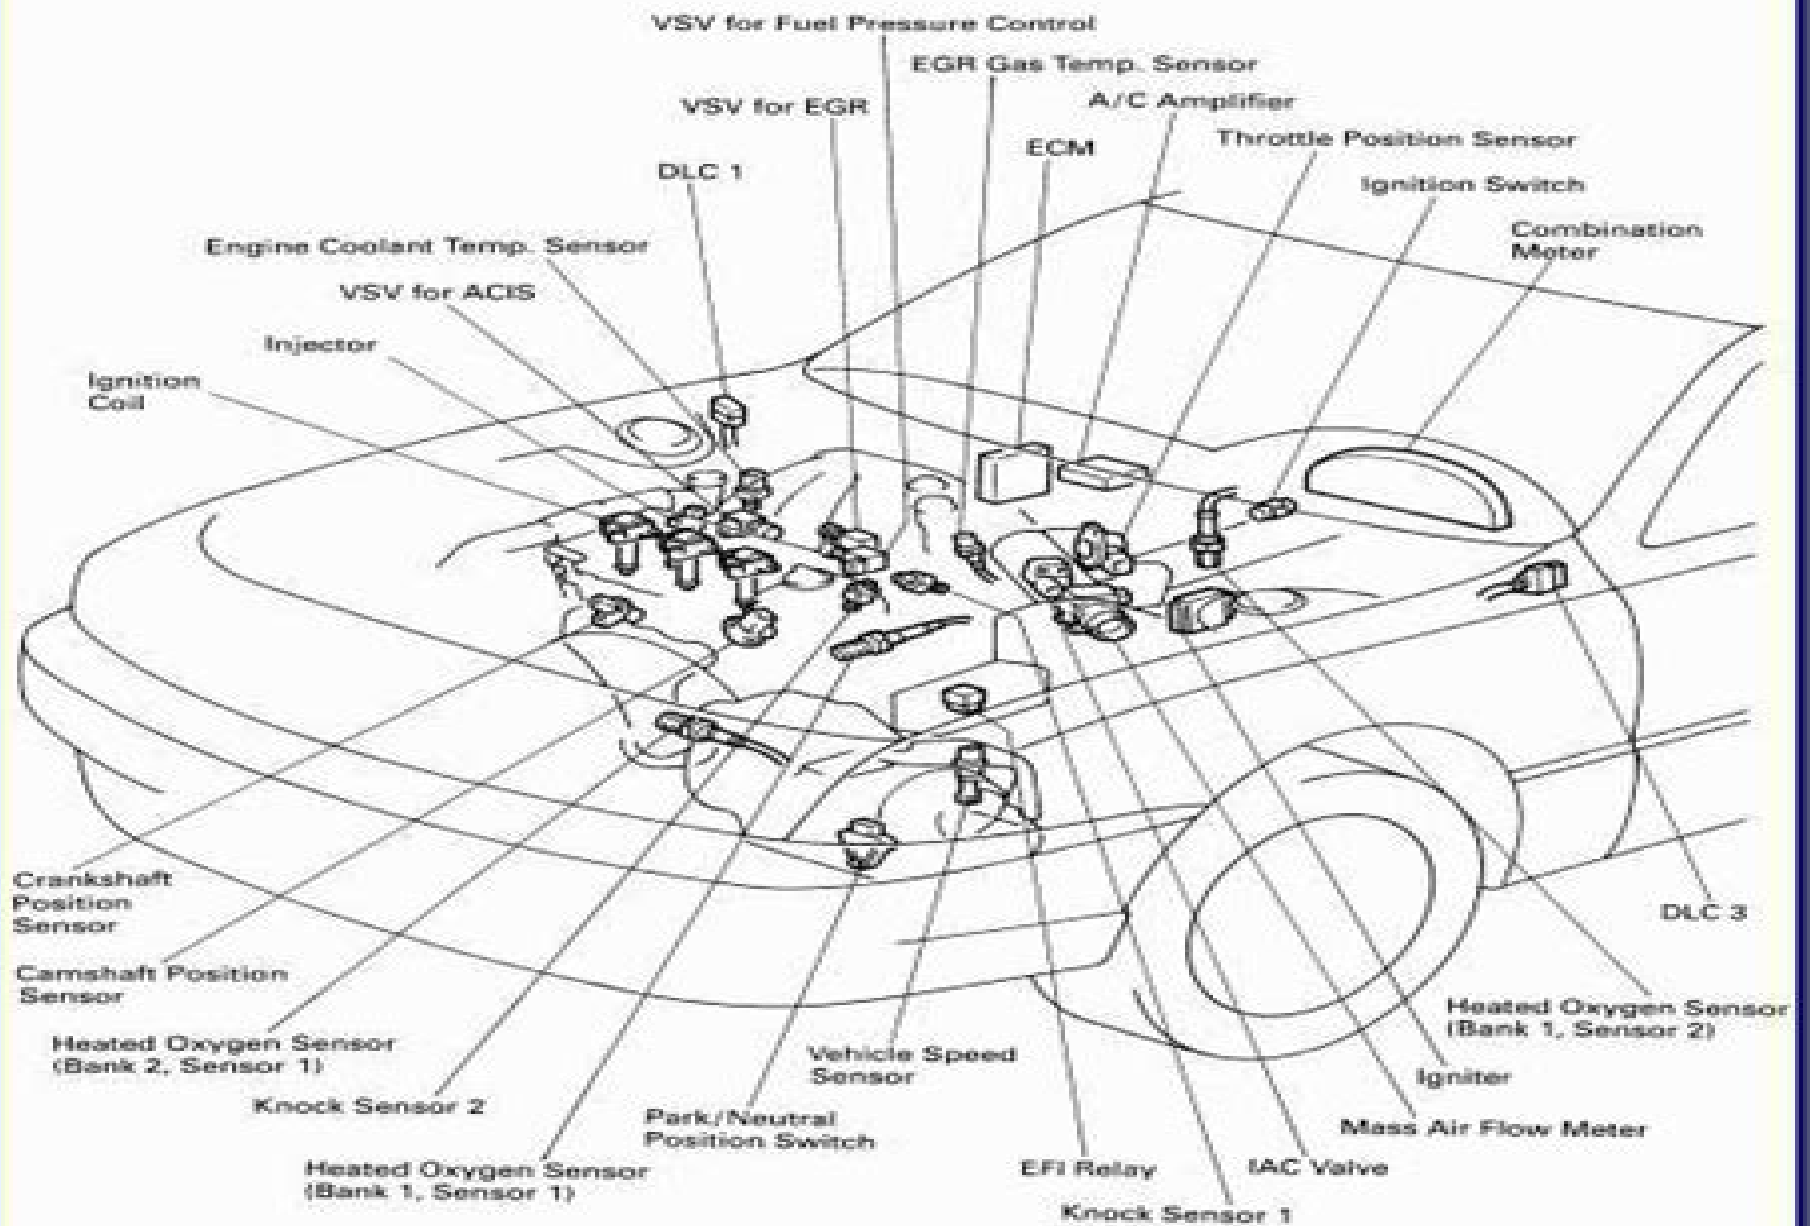 VSV for Fuel Pressure Control
EGR Gas Temp. Sensor
VSV for EGR
A/C Amplifier
ECM
Throttle Position Sensor
DLC 1
Ignition Switch
Combination
Meter
Engine Coolant Temp. Sensor
VSV for ACIS
Injector
Ignition
Coil
Crankshaft
Position
Sensor
DLC 3
Camshaft Position
Sensor
Heated Oxygen Sensor
(Bank 1, Sensor 2)
Heated Oxygen Sensor
(Bank 2, Sensor 1)
Vehicle Speed
Sensor
Igniter
Knock Sensor 2
Park/Neutral
Position Switch
Mass Air Flow Meter
Heated Oxygen Sensor
(Bank 1, Sensor 1)
EFI Relay
IAC Valve
Knock Sensor 1